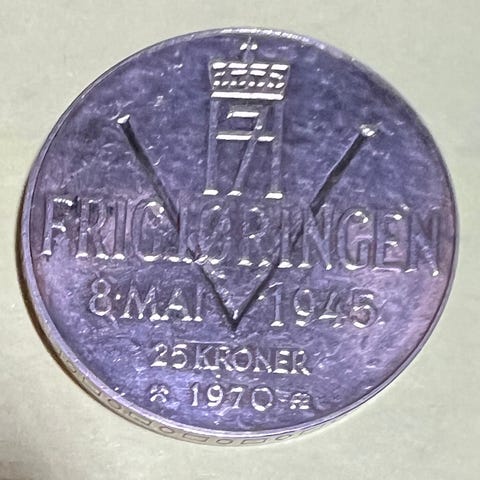 FRIGJØRINGEN
8·MAI V 1945
25 KRONER
1970